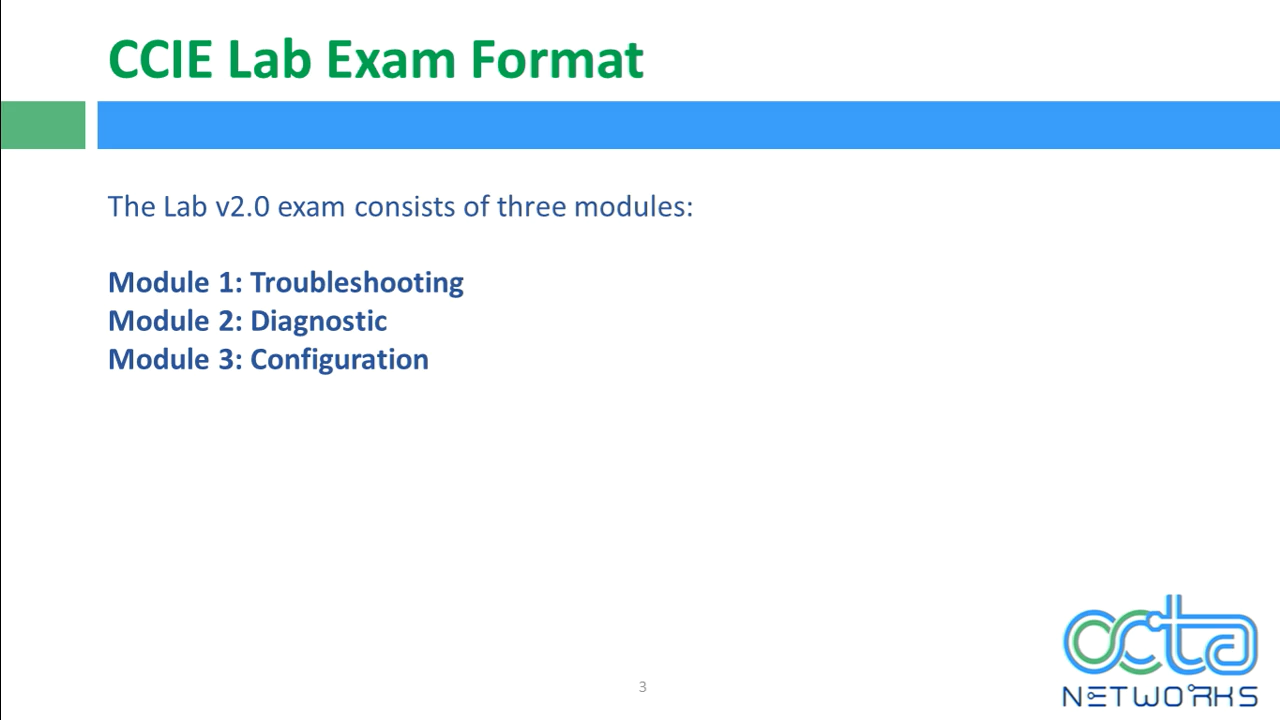 CCIE Lab Exam Format
The Lab v2.0 exam consists of three modules:
Module 1: Troubleshooting
Module 2: Diagnostic
Module 3: Configuration
3
octa
NETWORKS